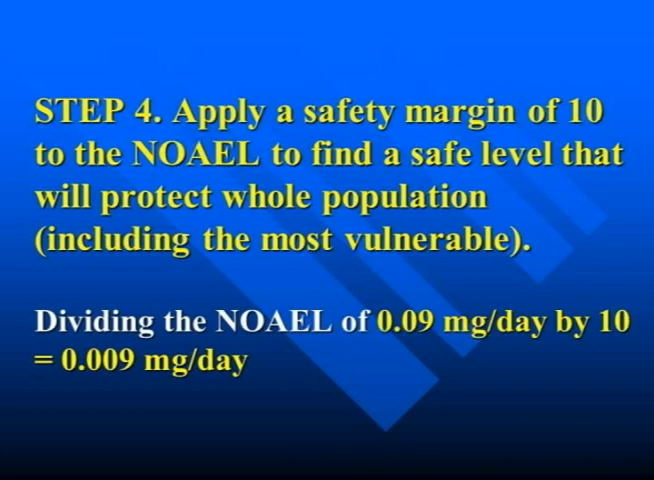 STEP 4. Apply a safety margin of 10
to the NOAEL to find a safe level that
will protect whole population
(including the most vulnerable).
Dividing the NOAEL of 0.09 mg/day by 10
= 0.009 mg/day